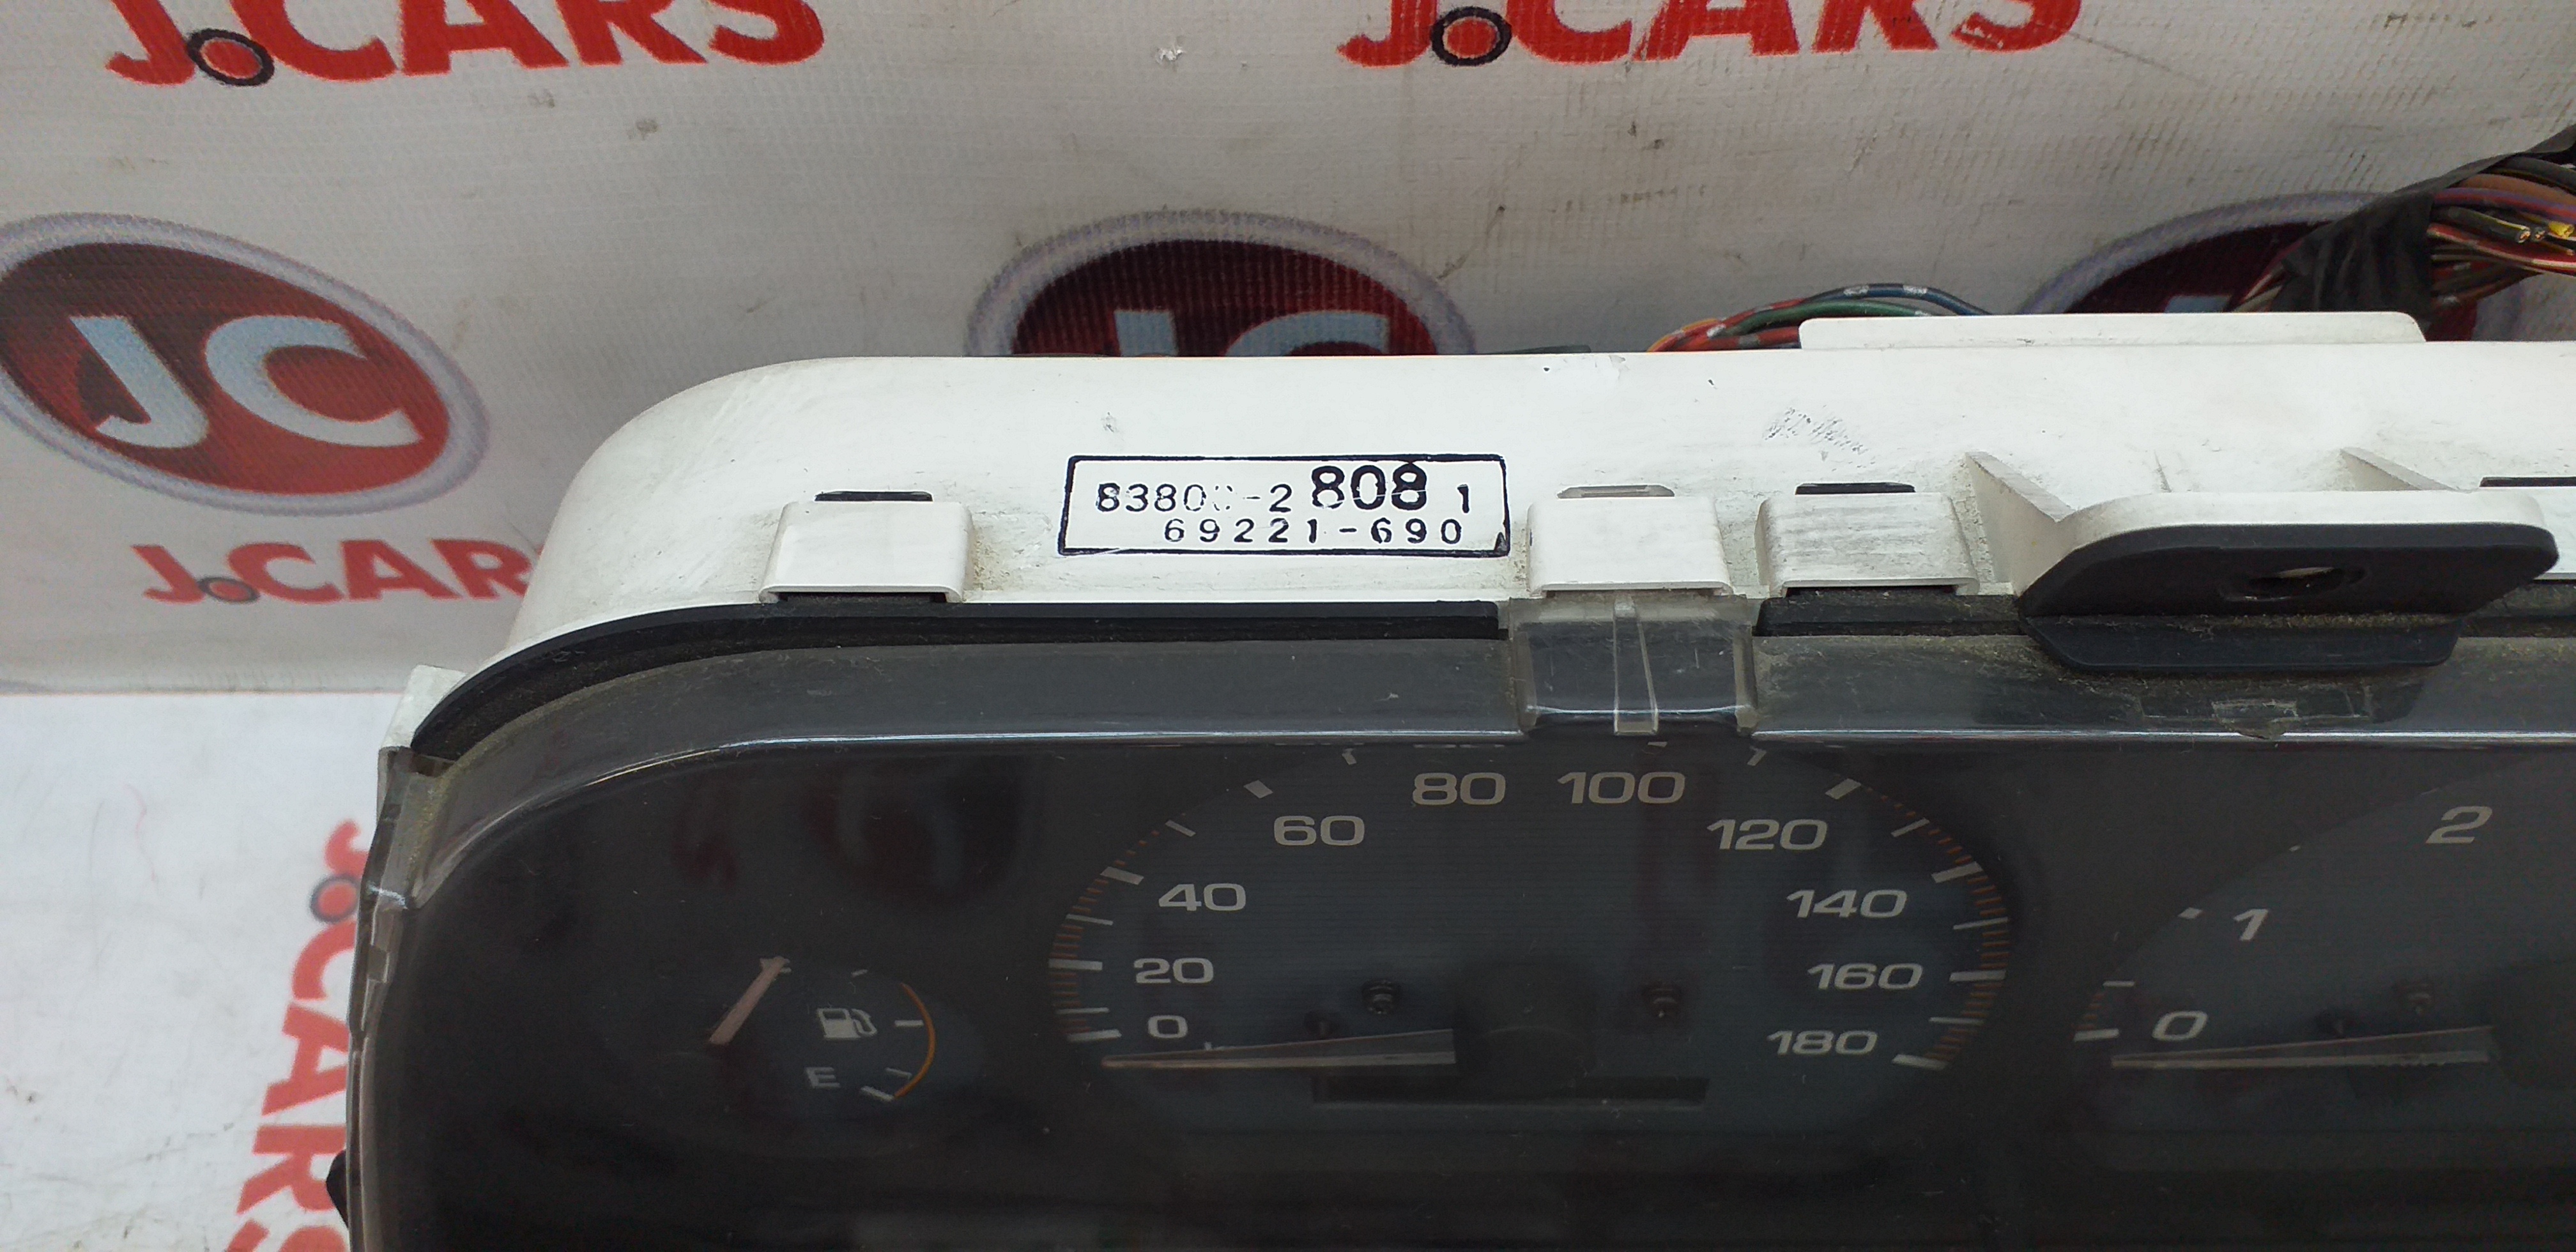 J.CARS
J.CARS
JC
JC
J.CARS
83800-2 808 1
69221-690
80 100
60 120
40 140
20 160
0 180
E
2
1
0
J.CARS